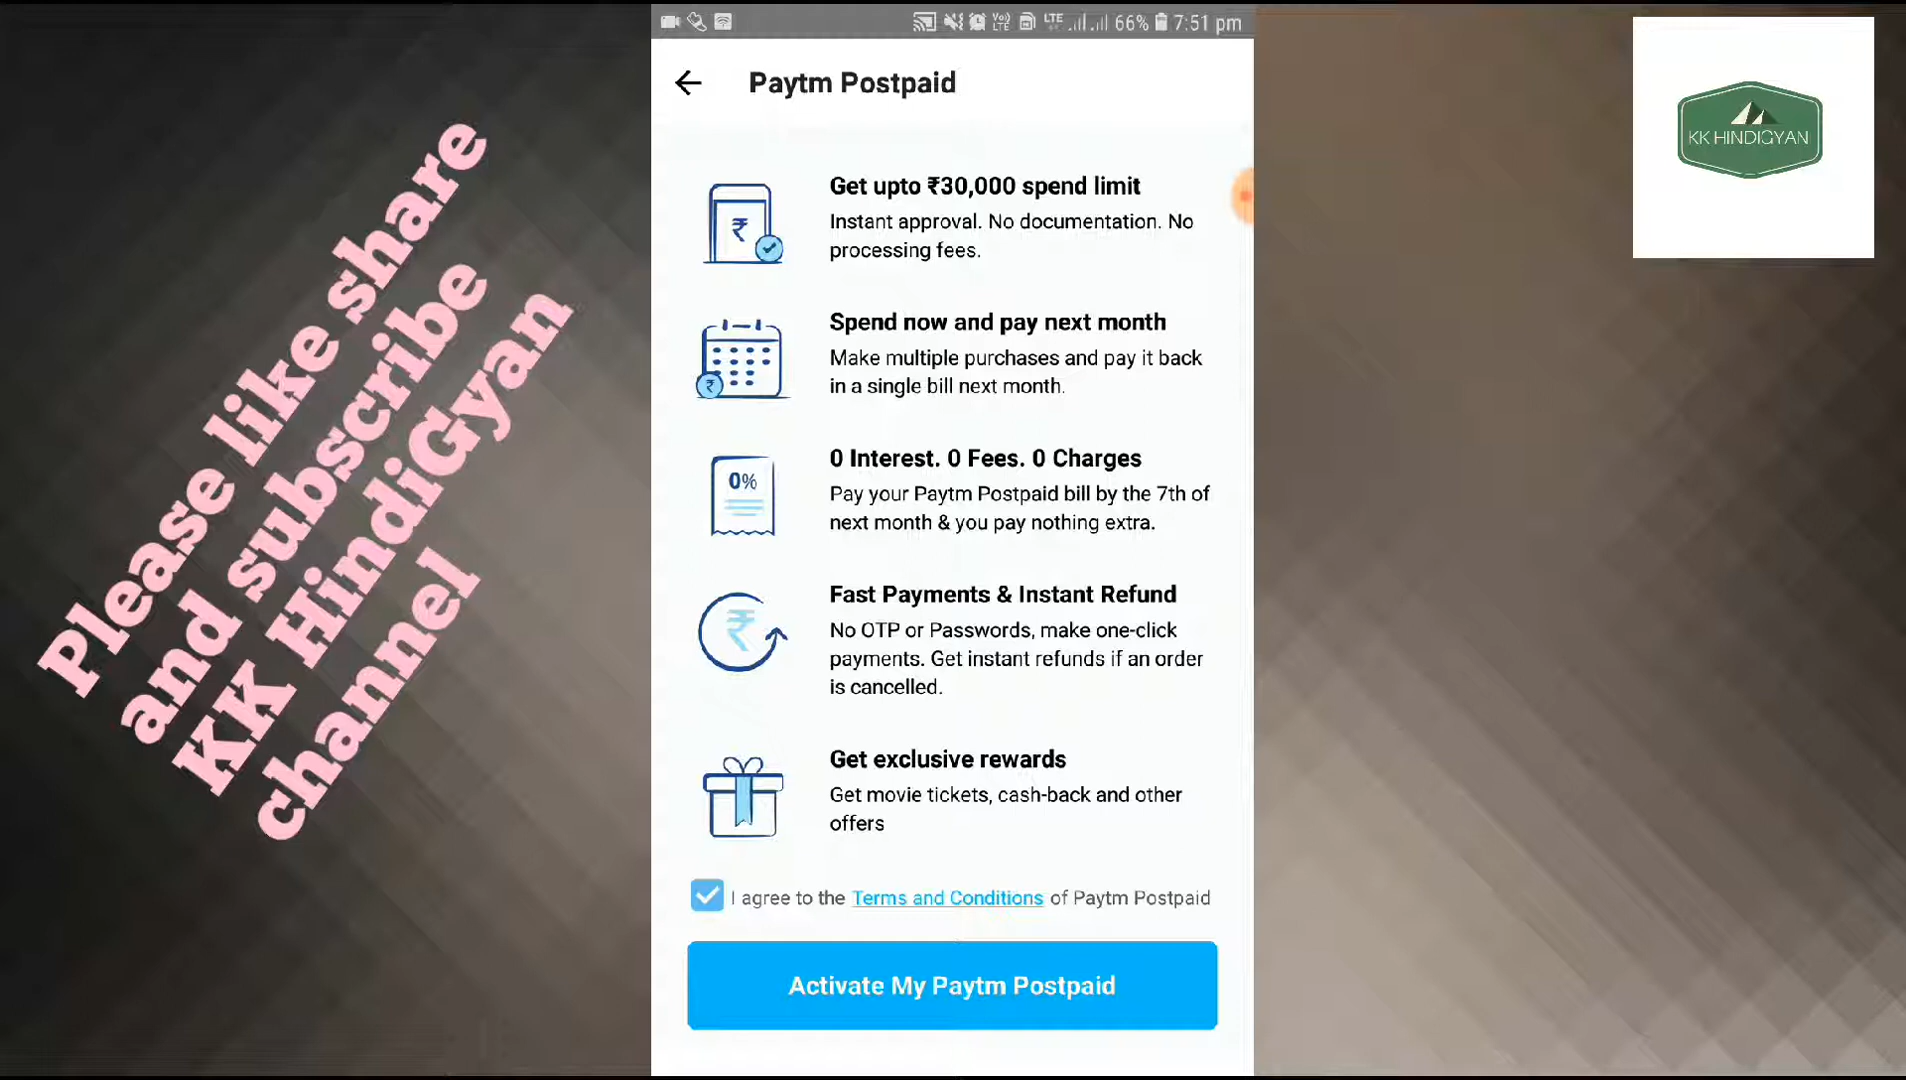 Please like share
and subscribe
KK HindiGyan
channel
Vo))
LTE
LTE
66%
7:51 pm
Paytm Postpaid
Get upto ₹30,000 spend limit
Instant approval. No documentation. No
processing fees.
Spend now and pay next month
Make multiple purchases and pay it back
in a single bill next month.
0%
0 Interest. 0 Fees. 0 Charges
Pay your Paytm Postpaid bill by the 7th of
next month & you pay nothing extra.
Fast Payments & Instant Refund
No OTP or Passwords, make one-click
payments. Get instant refunds if an order
is cancelled.
Get exclusive rewards
Get movie tickets, cash-back and other
offers
I agree to the Terms and Conditions of Paytm Postpaid
Activate My Paytm Postpaid
KK HINDIGYAN